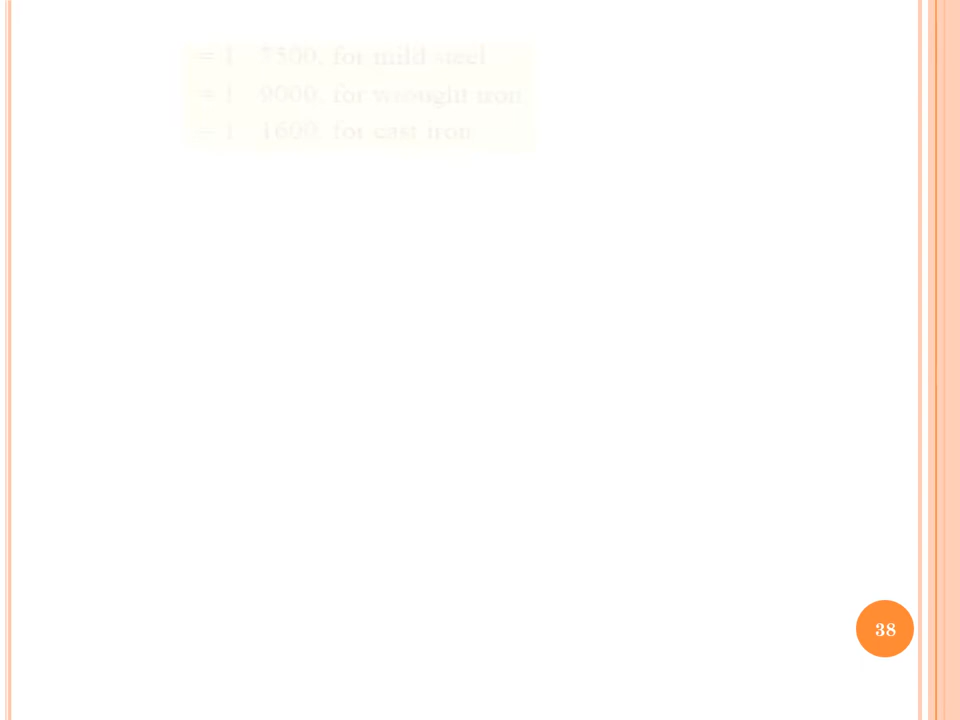 = 1 7500, for mild steel
= 1 9000, for wrought iron
= 1 1600, for cast iron
38